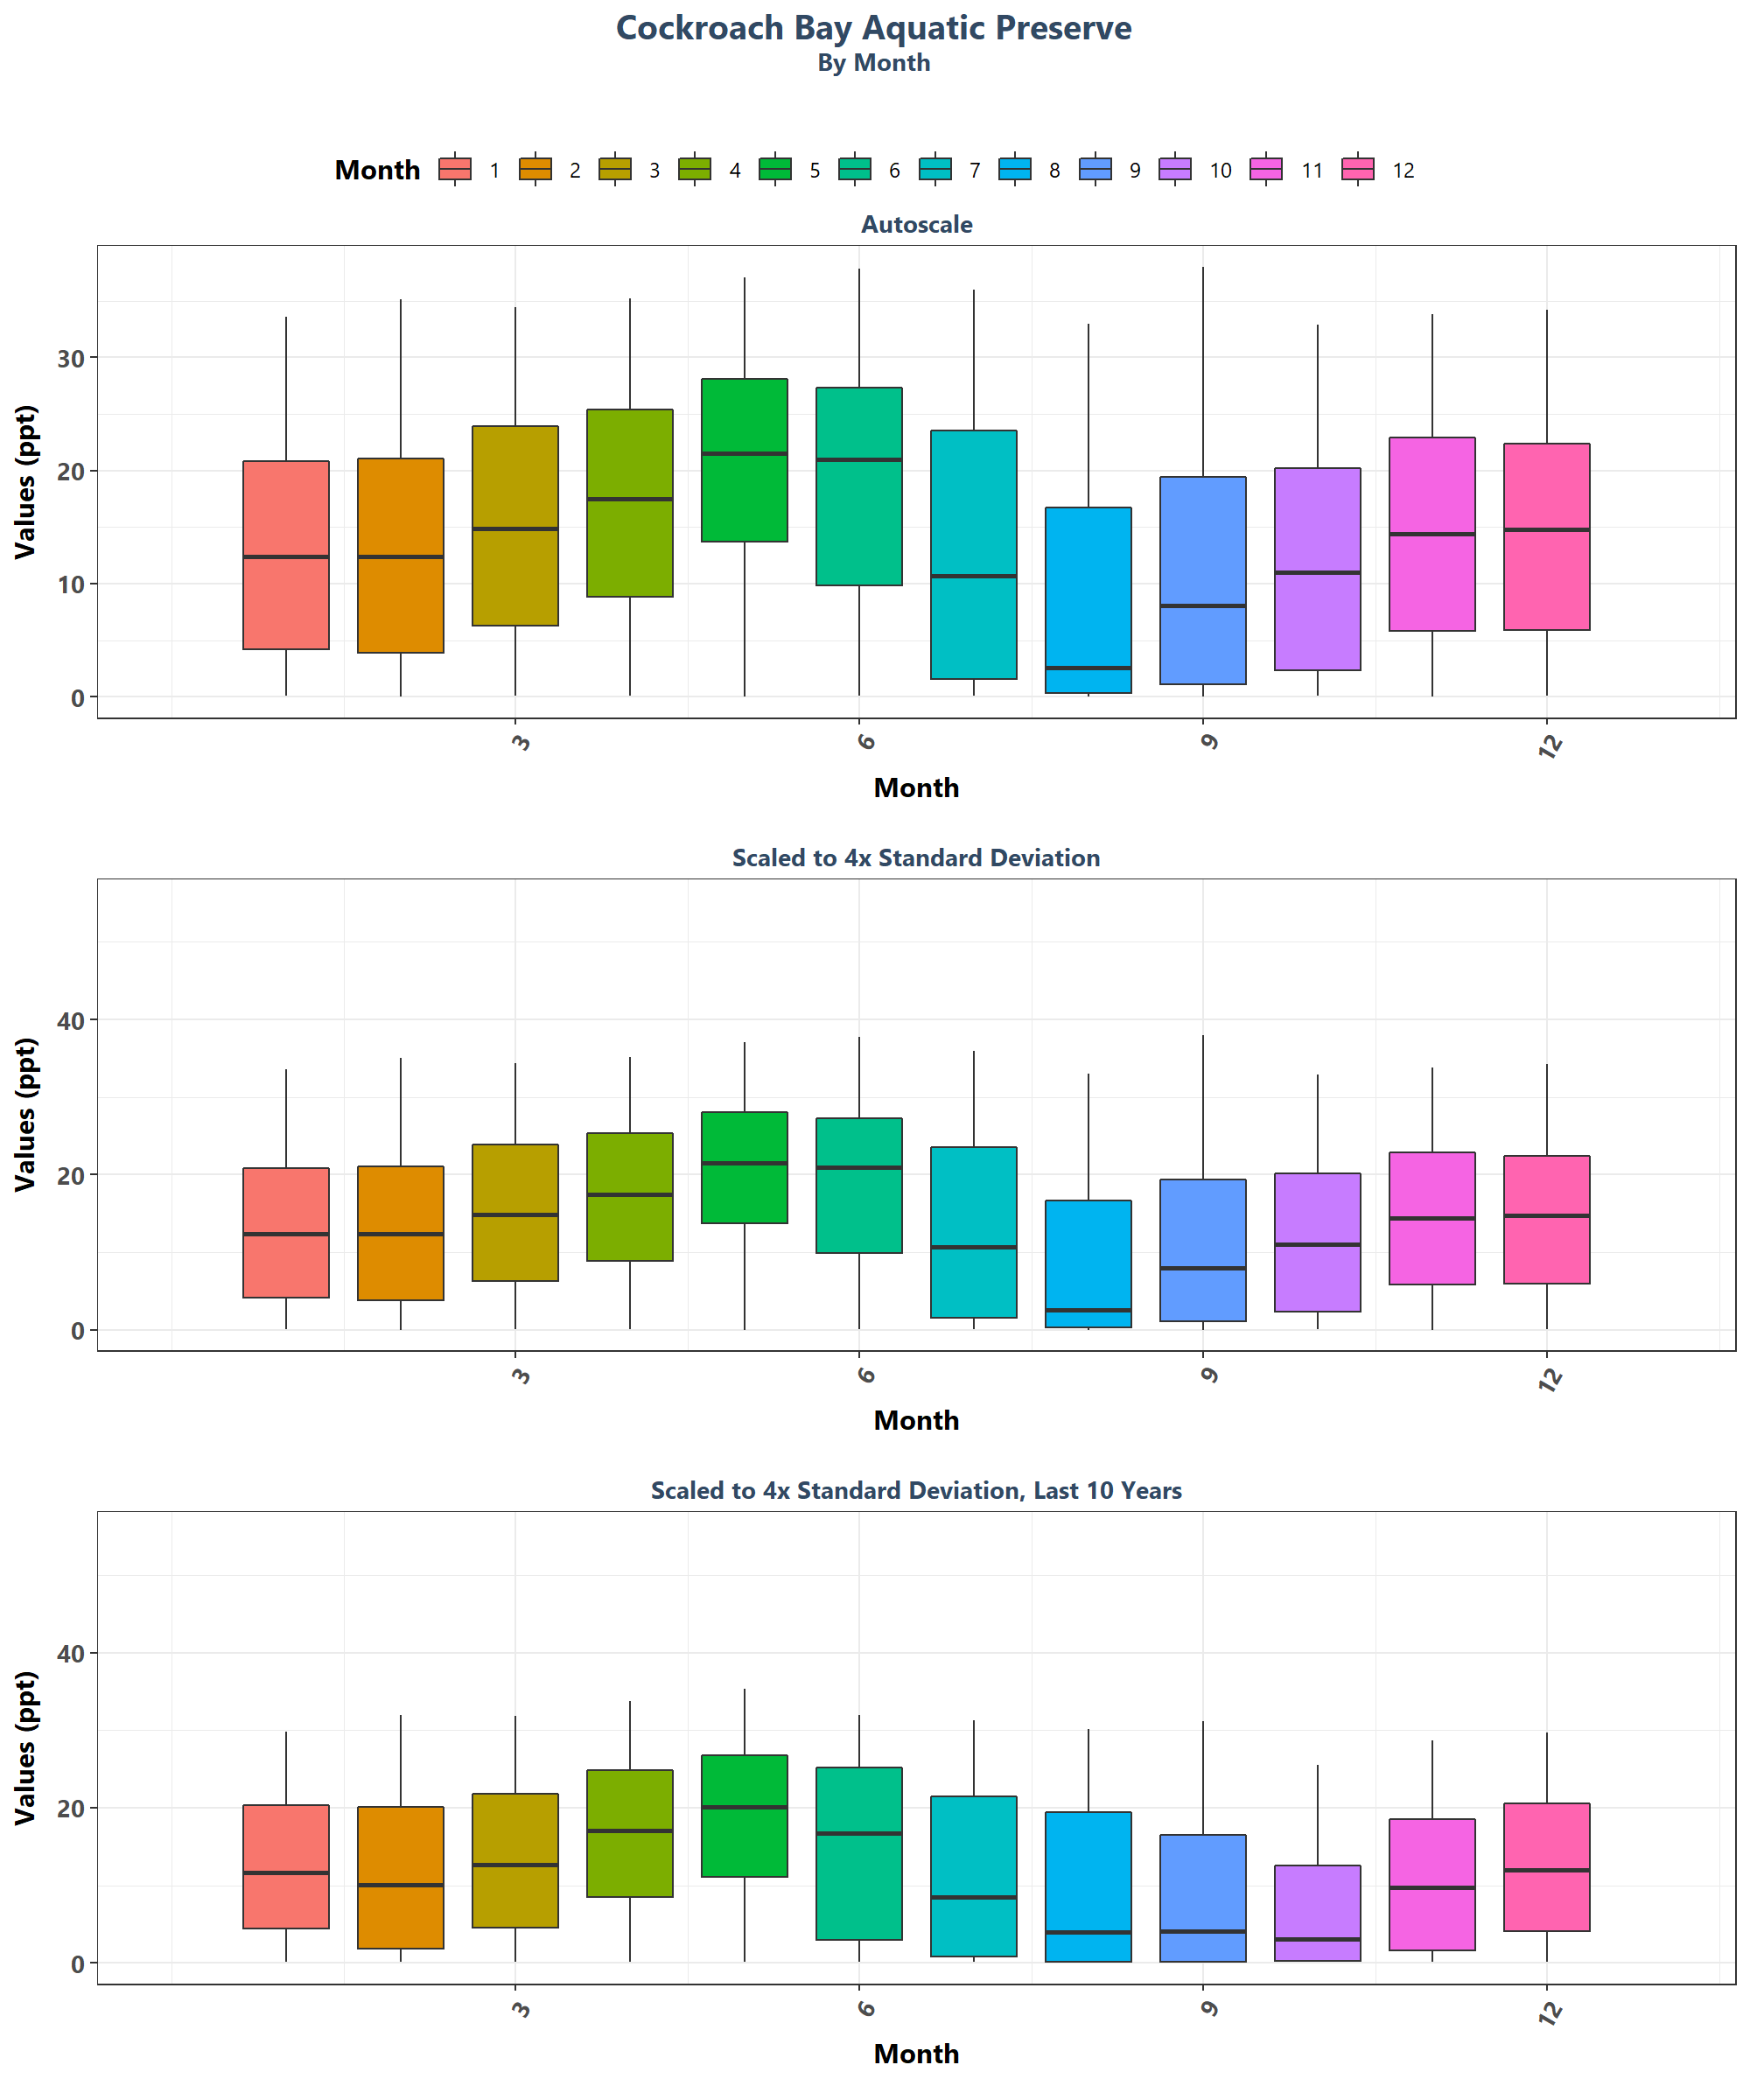 Cockroach Bay Aquatic Preserve
By Month
Month 1 2 3 4 5 6 7 8 9 10 11 12
Autoscale
Values (ppt)
30
20
10
0
3 6 9 12
Month
Scaled to 4x Standard Deviation
Values (ppt)
40
20
0
3 6 9 12
Month
Scaled to 4x Standard Deviation, Last 10 Years
Values (ppt)
40
20
0
3 6 9 12
Month